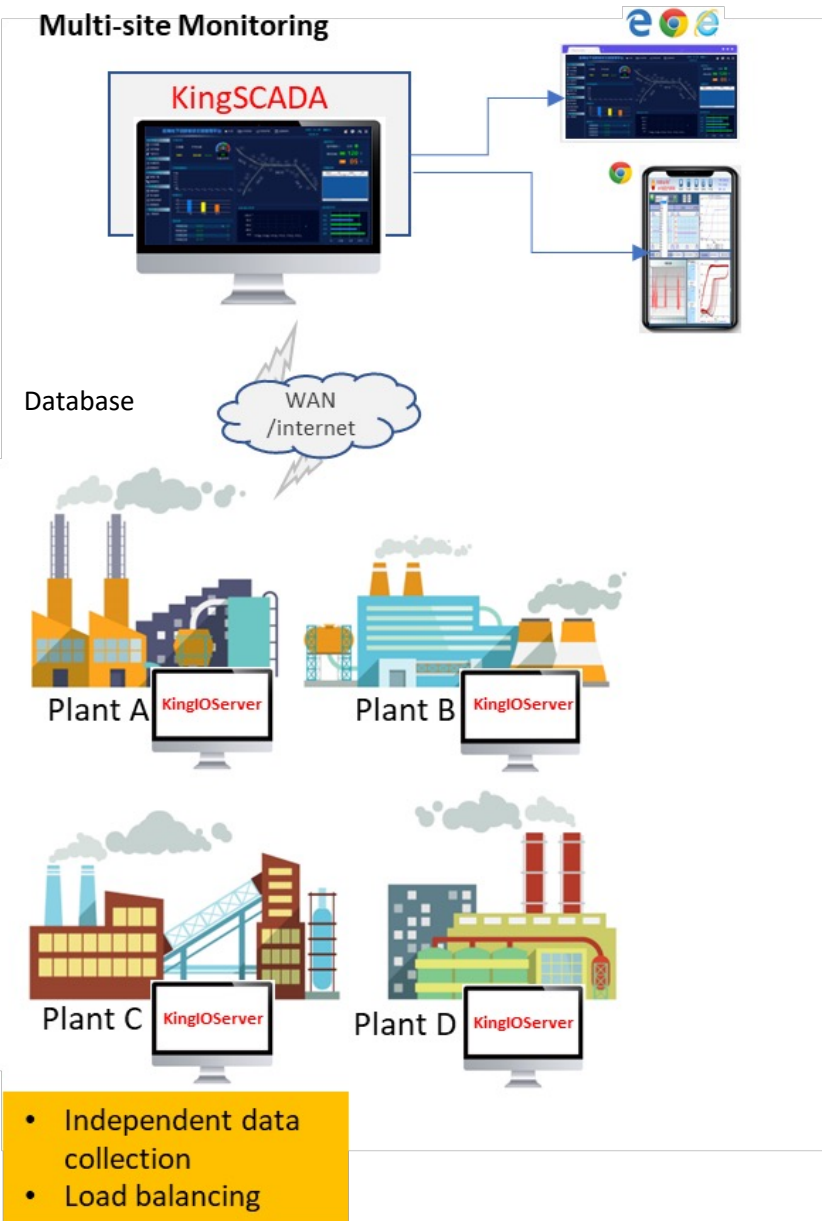 Multi-site Monitoring
KingSCADA
Database
WAN
/internet
Plant A
KingIOServer
Plant B
KingIOServer
Plant C
KingIOServer
Plant D
KingIOServer
• Independent data
collection
• Load balancing